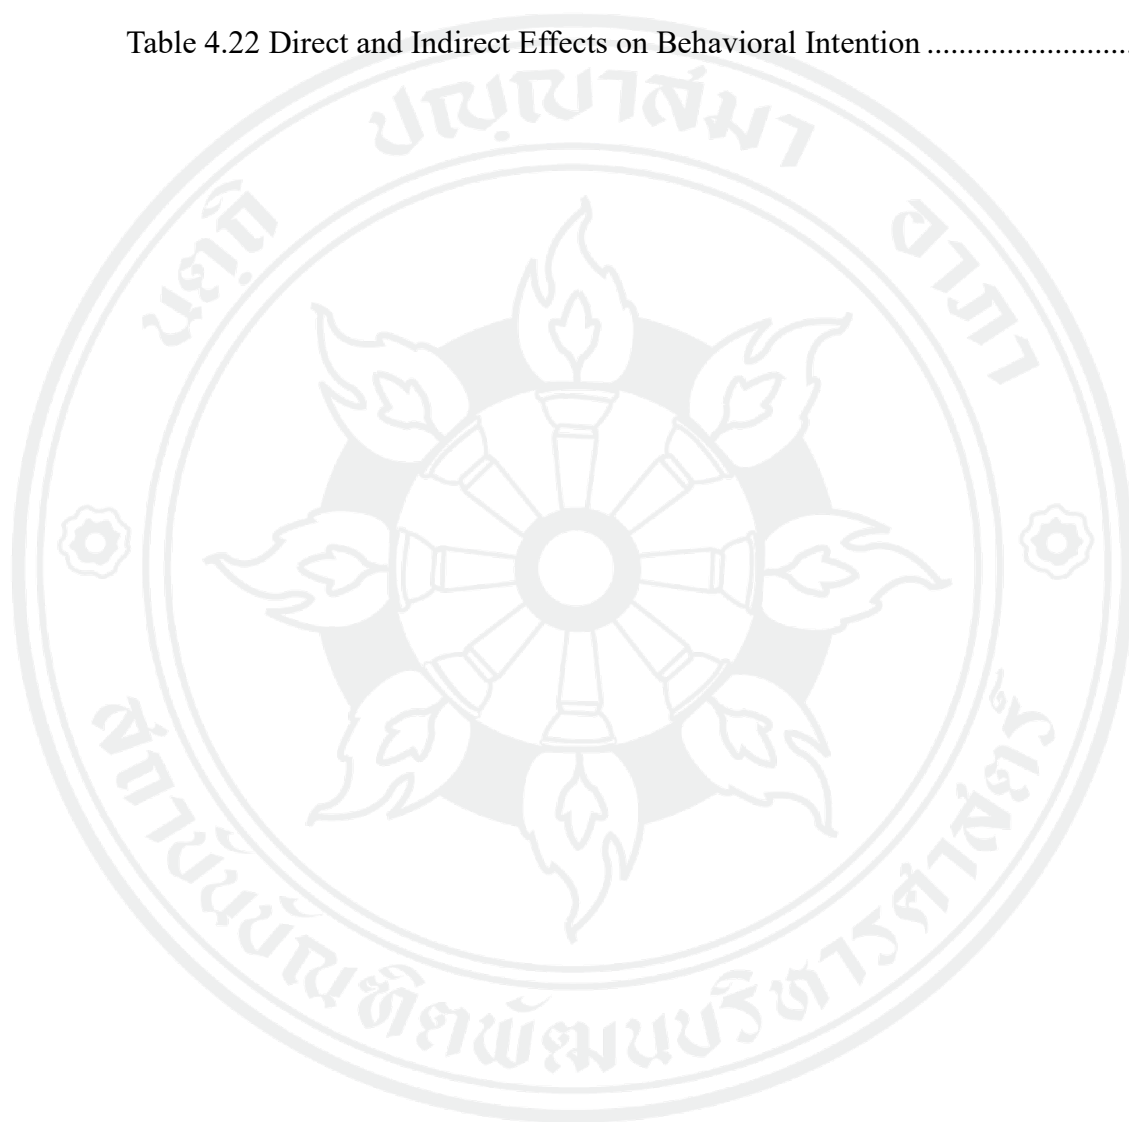 Table 4.22 Direct and Indirect Effects on Behavioral Intention .........................
นตฺถิ ปญฺญาสมา อาภา
สถาบันบัณฑิตพัฒนบริหารศาสตร์